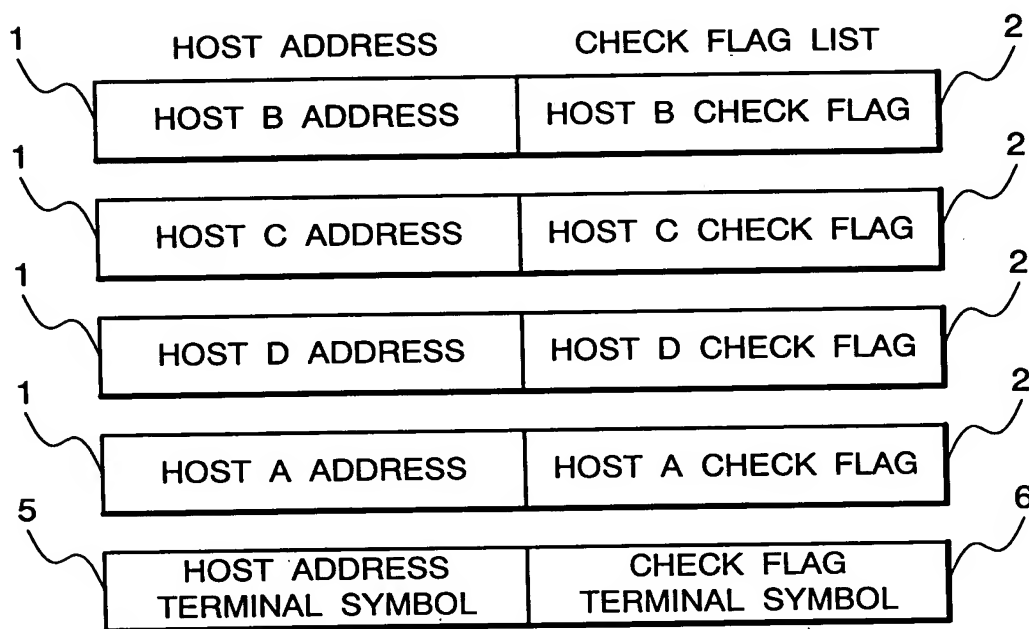 HOST ADDRESS CHECK FLAG LIST
1 HOST B ADDRESS HOST B CHECK FLAG 2
1 HOST C ADDRESS HOST C CHECK FLAG 2
1 HOST D ADDRESS HOST D CHECK FLAG 2
1 HOST A ADDRESS HOST A CHECK FLAG 2
5 HOST ADDRESS CHECK FLAG 6
TERMINAL SYMBOL TERMINAL SYMBOL